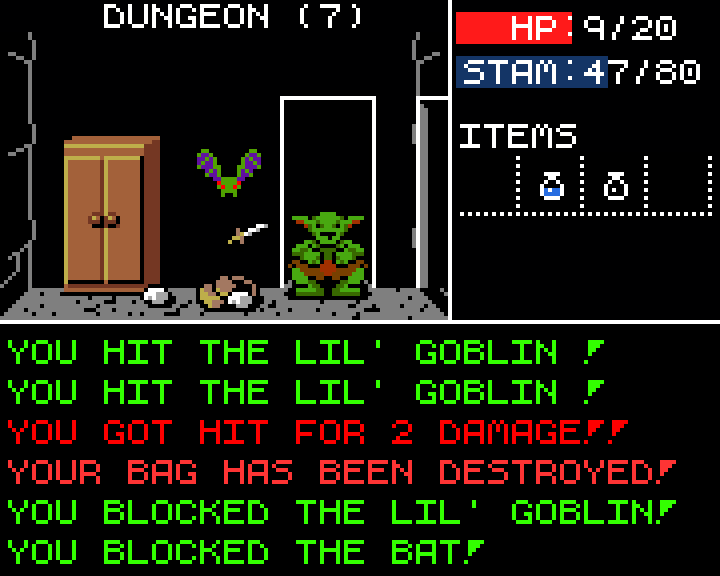 DUNGEON (7)
HP: 9/20
STAM: 47/80
ITEMS
YOU HIT THE LIL' GOBLIN !
YOU HIT THE LIL' GOBLIN !
YOU GOT HIT FOR 2 DAMAGE!!
YOUR BAG HAS BEEN DESTROYED!
YOU BLOCKED THE LIL' GOBLIN!
YOU BLOCKED THE BAT!